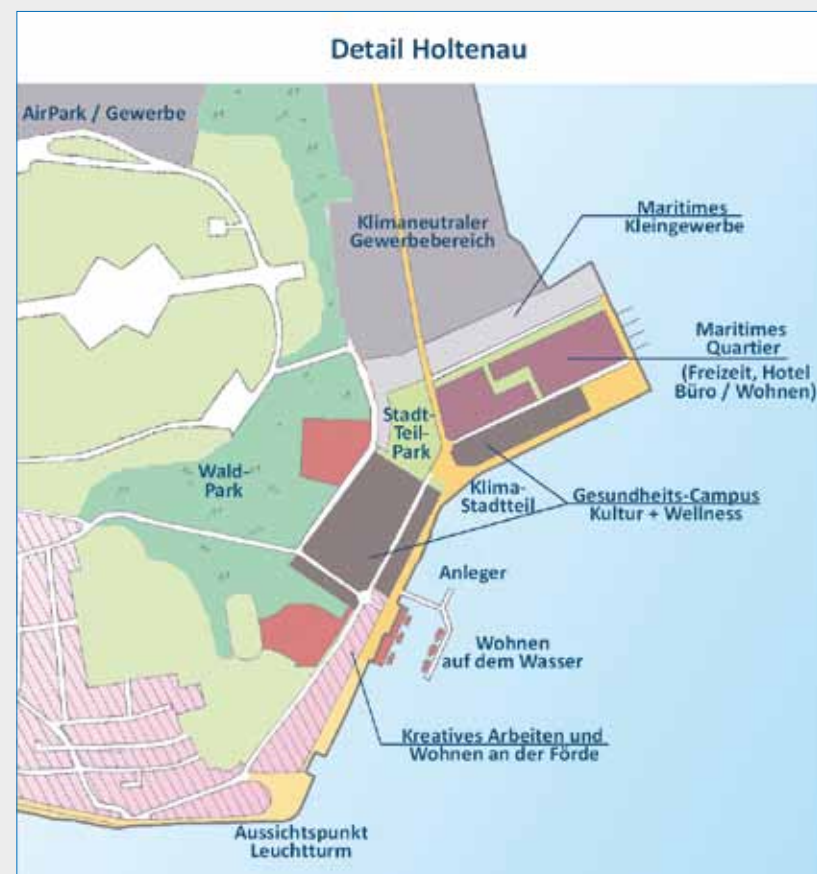 Detail Holtenau
AirPark / Gewerbe
Klimaneutraler
Gewerbebereich
Maritimes
Kleingewerbe
Maritimes
Quartier
(Freizeit, Hotel
Büro / Wohnen)
Stadt-
Teil-
Park
Wald-
Park
Klima-
Stadtteil
Gesundheits-Campus
Kultur + Wellness
Anleger
Wohnen
auf dem Wasser
Kreatives Arbeiten und
Wohnen an der Förde
Aussichtspunkt
Leuchtturm